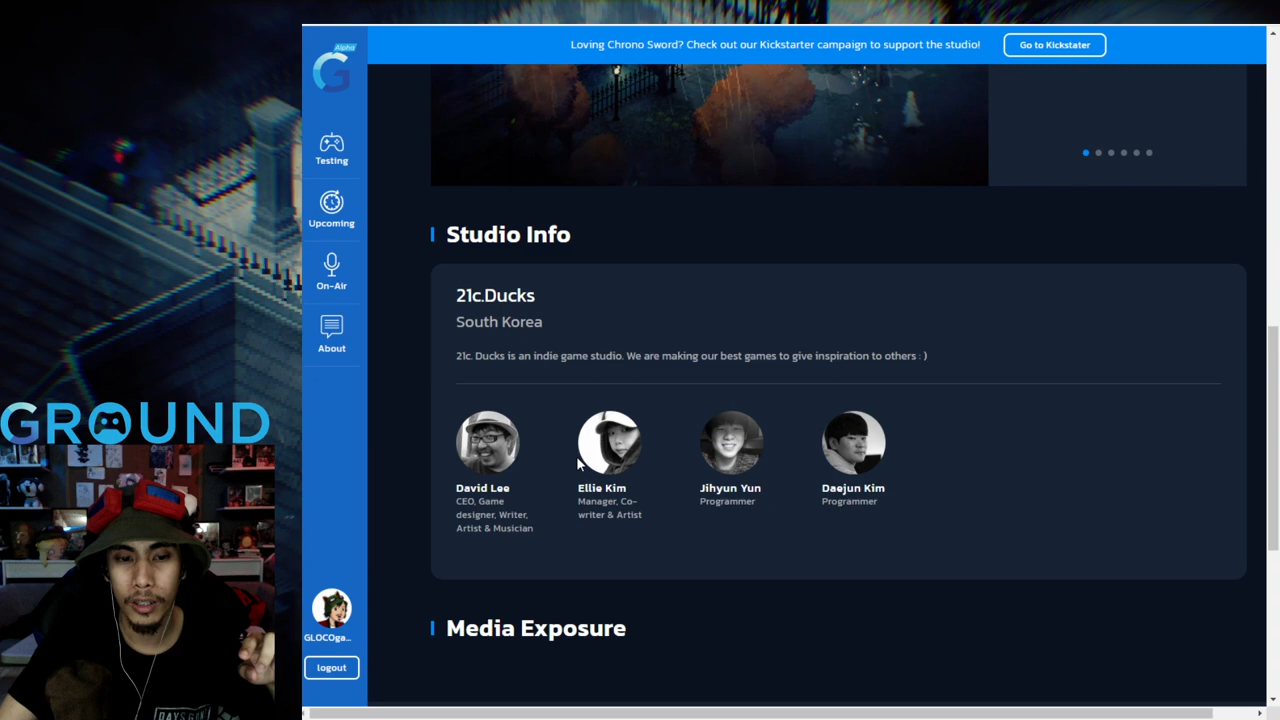 Alpha
G
Loving Chrono Sword? Check out our Kickstarter campaign to support the studio!
Go to Kickstater
Testing
Upcoming
On-Air
About
Studio Info
21c.Ducks
South Korea
21c. Ducks is an indie game studio. We are making our best games to give inspiration to others : )
David Lee
CEO, Game
designer, Writer,
Artist & Musician
Ellie Kim
Manager, Co-
writer & Artist
Jihyun Yun
Programmer
Daejun Kim
Programmer
Media Exposure
GROUND
GLOCOga...
logout
DAYS GON